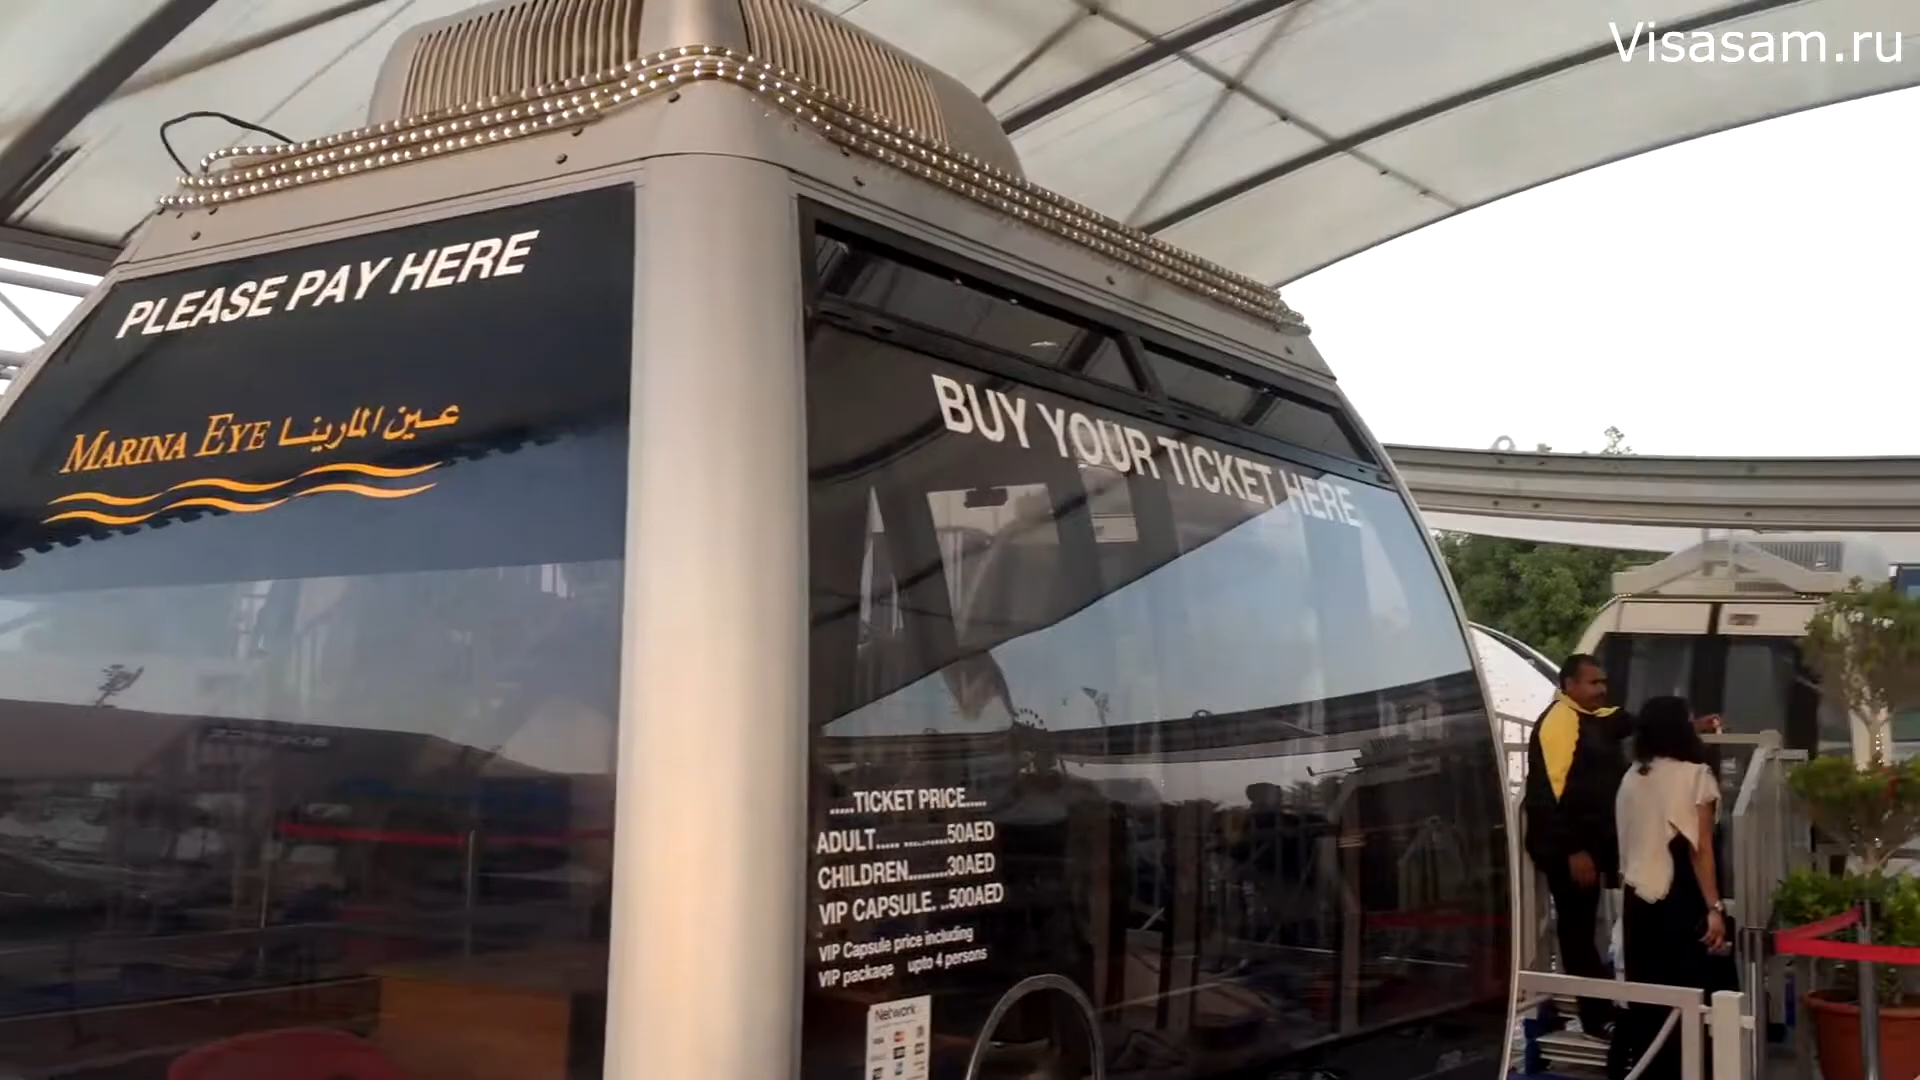 Visasam.ru
PLEASE PAY HERE
MARINA EYE عين المارينا
BUY YOUR TICKET HERE
.....TICKET PRICE.....
ADULT..... ..........50AED
CHILDREN.........30AED
VIP CAPSULE. ..500AED
VIP Capsule price including
VIP package upto 4 persons
Network
VISA